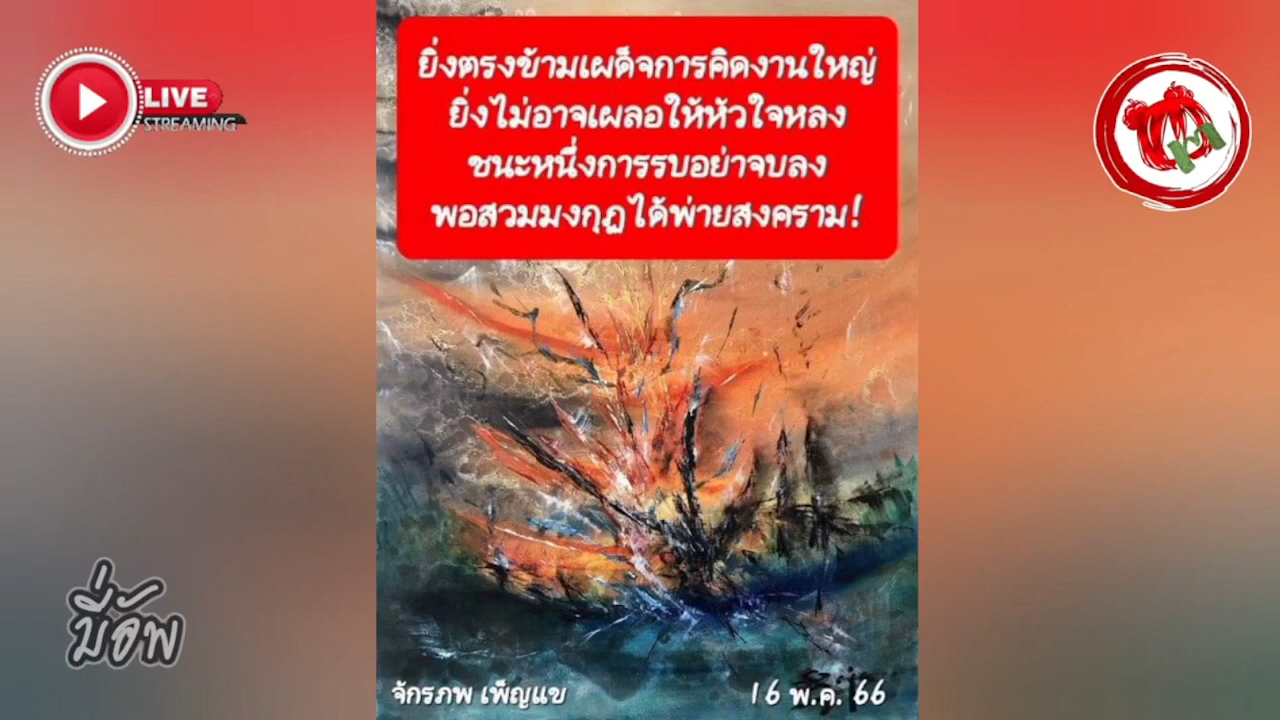 LIVE
STREAMING
ยิ่งตรงข้ามเผด็จการคิดงานใหญ่
ยิ่งไม่อาจเผลอให้หัวใจหลง
ชนะหนึ่งการรบอย่าจบลง
พอสวมมงกุฎได้พ่ายสงคราม!
บี่อัพ
จักรภพ เพ็ญแข
16 พ.ค. 66